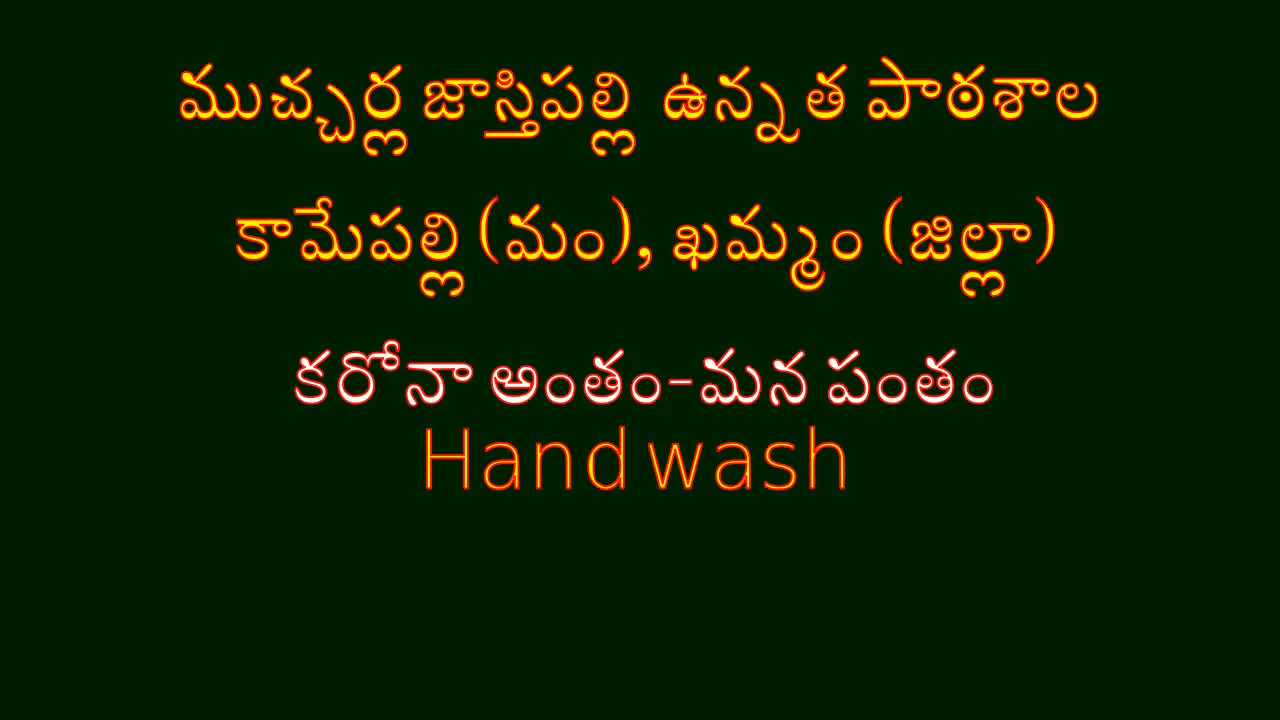 ముచ్చర్ల జాస్తిపల్లి ఉన్నత పాఠశాల
కామేపల్లి (మం), ఖమ్మం (జిల్లా)
కరోనా అంతం-మన పంతం
Hand wash